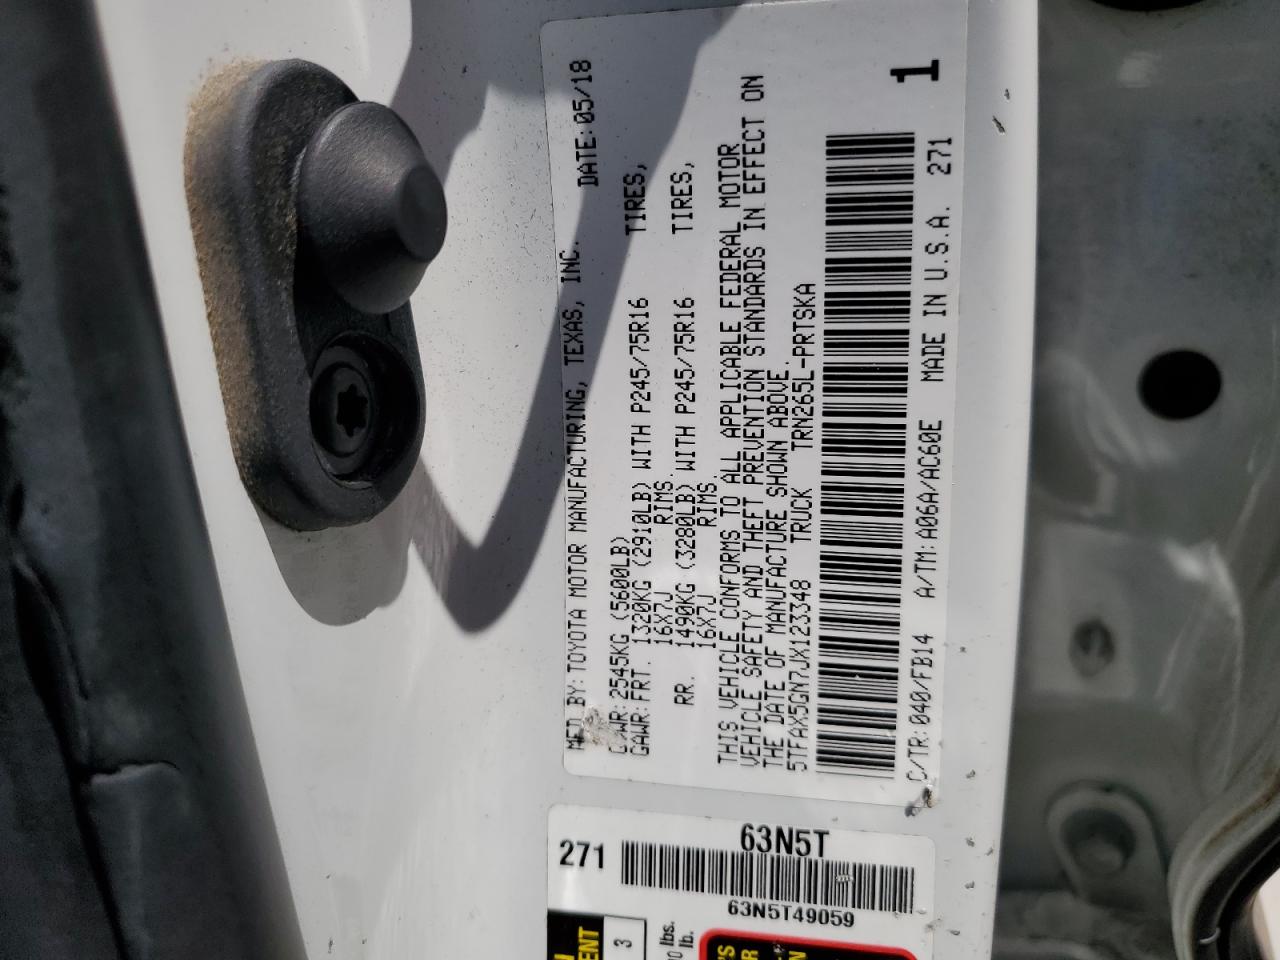 MFD BY: TOYOTA MOTOR MANUFACTURING, TEXAS, INC. DATE: 05/18
GVWR: 2545KG (5600LB)
GAWR: FRT. 1320KG (2910LB) WITH P245/75R16 TIRES,
16X7J RIMS.
RR. 1490KG (3280LB) WITH P245/75R16 TIRES,
16X7J RIMS.
THIS VEHICLE CONFORMS TO ALL APPLICABLE FEDERAL MOTOR
VEHICLE SAFETY AND THEFT PREVENTION STANDARDS IN EFFECT ON
THE DATE OF MANUFACTURE SHOWN ABOVE.
5TFAX5GN7JX123348 TRUCK TRN265L-PRTSKA
C/TR: 040/FB14 A/TM: A06A/AC60E MADE IN U.S.A. 271
1
271
63N5T
63N5T49059
3
lbs.
lb.